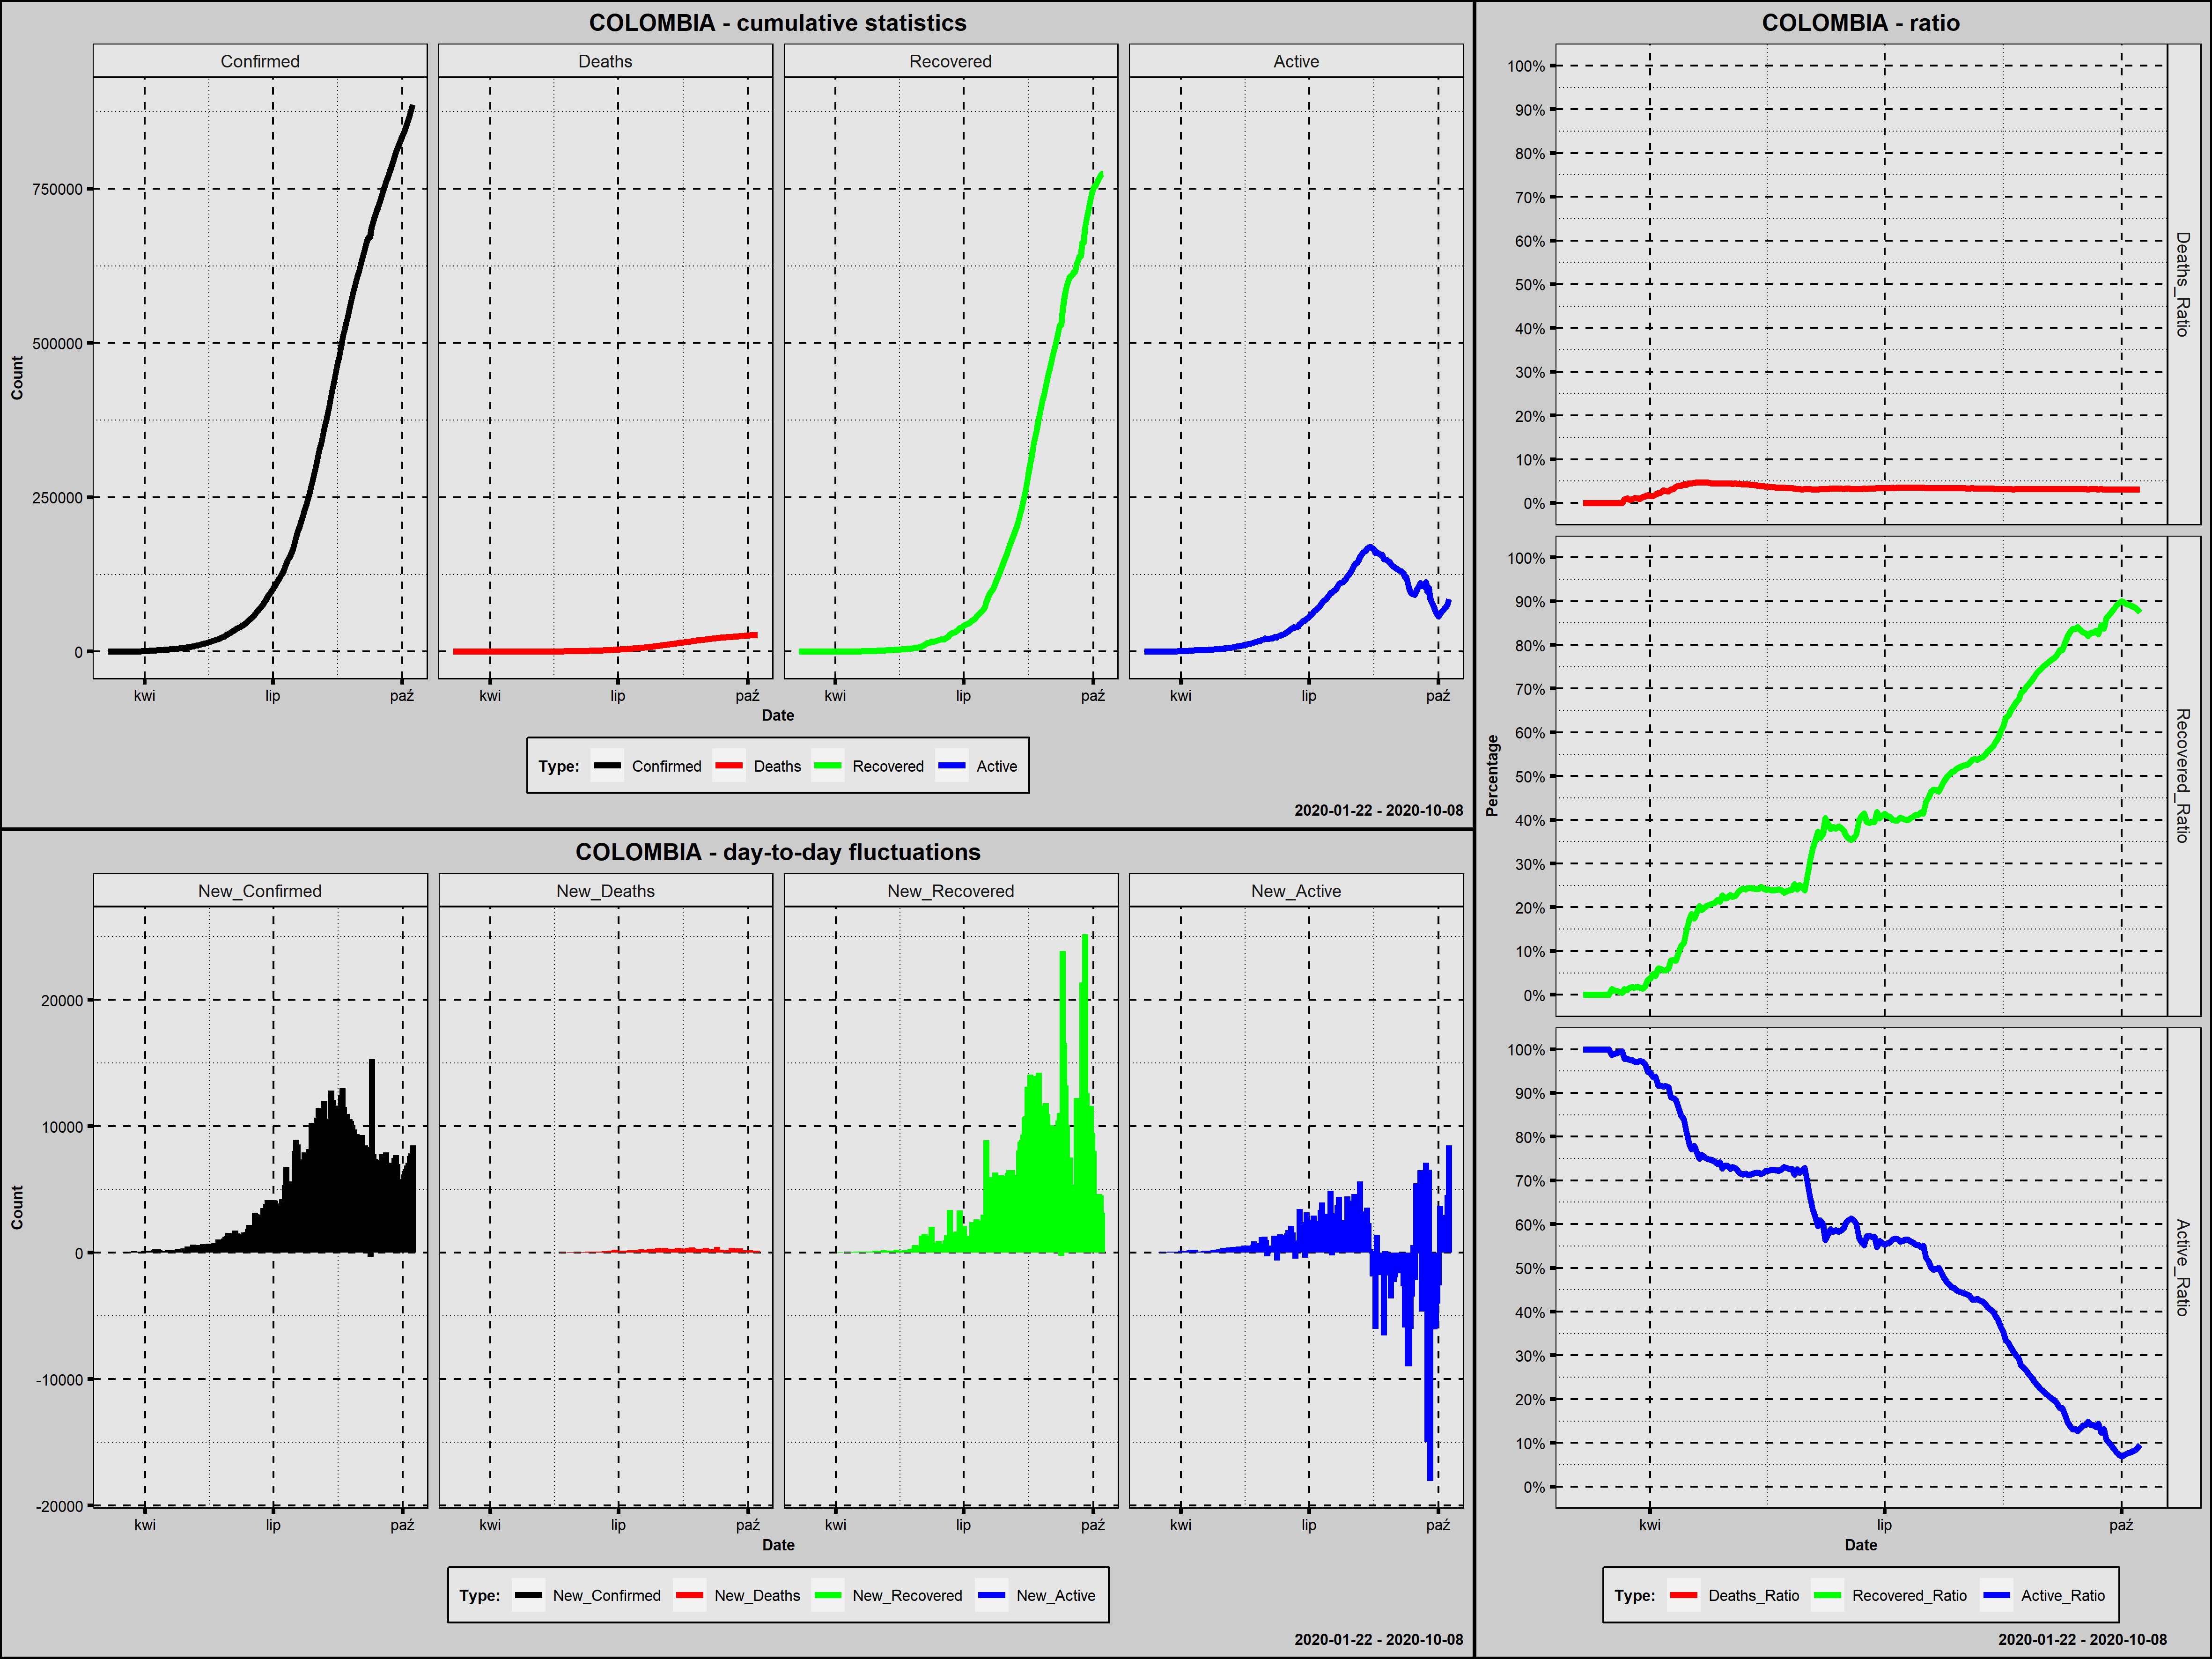 COLOMBIA - cumulative statistics
Confirmed Deaths Recovered Active
Count
750000
500000
250000
0
kwi lip paź kwi lip paź kwi lip paź kwi lip paź
Date
Type: Confirmed Deaths Recovered Active
2020-01-22 - 2020-10-08
COLOMBIA - day-to-day fluctuations
New_Confirmed New_Deaths New_Recovered New_Active
Count
20000
10000
0
-10000
-20000
kwi lip paź kwi lip paź kwi lip paź kwi lip paź
Date
Type: New_Confirmed New_Deaths New_Recovered New_Active
2020-01-22 - 2020-10-08
COLOMBIA - ratio
Percentage
100%
90%
80%
70%
60%
50%
40%
30%
20%
10%
0%
Deaths_Ratio
100%
90%
80%
70%
60%
50%
40%
30%
20%
10%
0%
Recovered_Ratio
100%
90%
80%
70%
60%
50%
40%
30%
20%
10%
0%
Active_Ratio
kwi lip paź
Date
Type: Deaths_Ratio Recovered_Ratio Active_Ratio
2020-01-22 - 2020-10-08